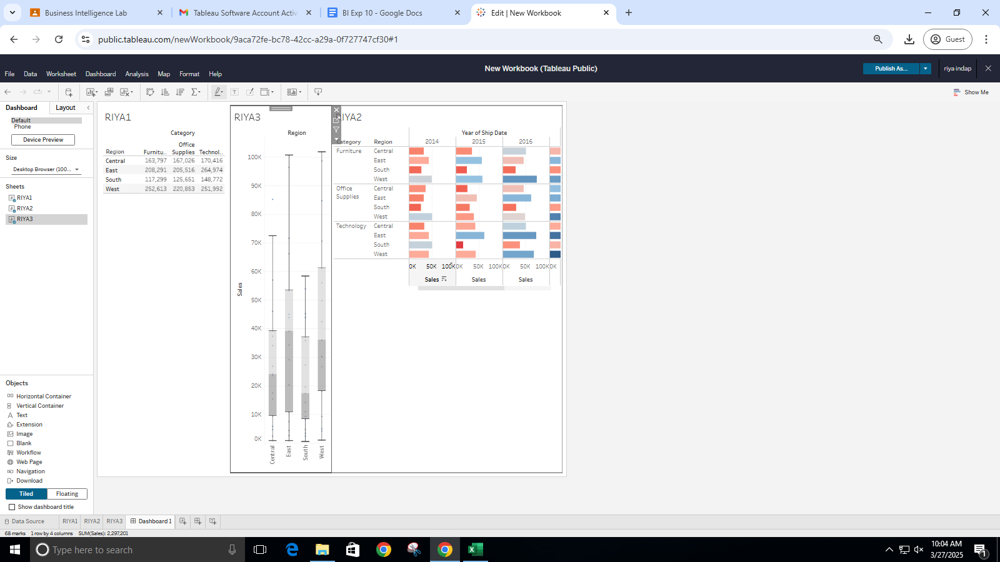 Business Intelligence Lab
Tableau Software Account Activ
BI Exp 10 - Google Docs
Edit | New Workbook
public.tableau.com/newWorkbook/9aca72fe-bc78-42cc-a29a-0f727747cf30#1
Guest
New Workbook (Tableau Public)
Publish As...
riya indap
File Data Worksheet Dashboard Analysis Map Format Help
Show Me
Dashboard Layout
Default
Phone
Device Preview
Size
Desktop Browser (100...
Sheets
RIYA1
RIYA2
RIYA3
Objects
Horizontal Container
Vertical Container
Text
Extension
Image
Blank
Workflow
Web Page
Navigation
Download
Tiled Floating
Show dashboard title
RIYA1
Category
Region Furnitu.. Office Supplies Technol..
Central 163,797 167,026 170,416
East 208,291 205,516 264,974
South 117,299 125,651 148,772
West 252,613 220,853 251,992
RIYA3
Region
Sales
100K
90K
80K
70K
60K
50K
40K
30K
20K
10K
0K
Central East South West
RIYA2
Year of Ship Date
Category Region 2014 2015 2016
Furniture Central
East
South
West
Office Supplies Central
East
South
West
Technology Central
East
South
West
0K 50K 100K 0K 50K 100K 0K 50K 100K 0K
Sales Sales Sales
Data Source RIYA1 RIYA2 RIYA3 Dashboard 1
68 marks 1 row by 4 columns SUM(Sales): 2,297,201
Type here to search
10:04 AM
3/27/2025
1